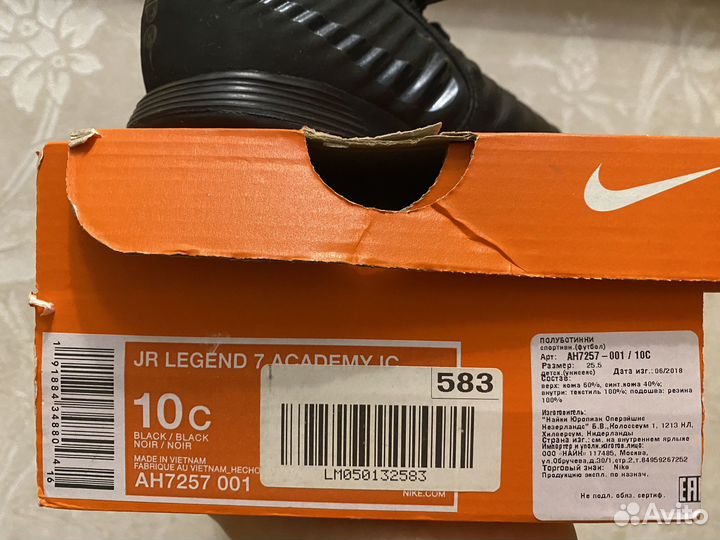 JR LEGEND 7 ACADEMY IC
10C
BLACK / BLACK
NOIR / NOIR
MADE IN VIETNAM
FABRIQUE AU VIETNAM_HECHO
AH7257 001
NIKE.COM
583
LM050132583
ПОЛУБОТИНКИ
спортивн.(футбол)
Арт: AH7257-001 / 10C
Размер: 25.5
детск.(унисекс) Дата изг.:06/2018
Состав:
верх: кожа 60%, синт.кожа 40%;
внутри: текстиль 100%; подошва: резина
100%
Изготовитель:
"Найки Юропиан Оперэйшнс
Незерландс" Б.В.,Колоссеум 1, 1213 НЛ,
Хилверсум, Нидерланды
Страна изг.: см. на внутреннем ярлыке
Импортер и уполн.изготов.лицо:
ООО «НАЙК» 117485, Москва,
ул.Обручева,д.30/1,стр.2,т.84959267252
Торговый знак: Nike
Продукцию экспл. по назнач.
Не подл. обяз. сертиф.
EAC
Avito